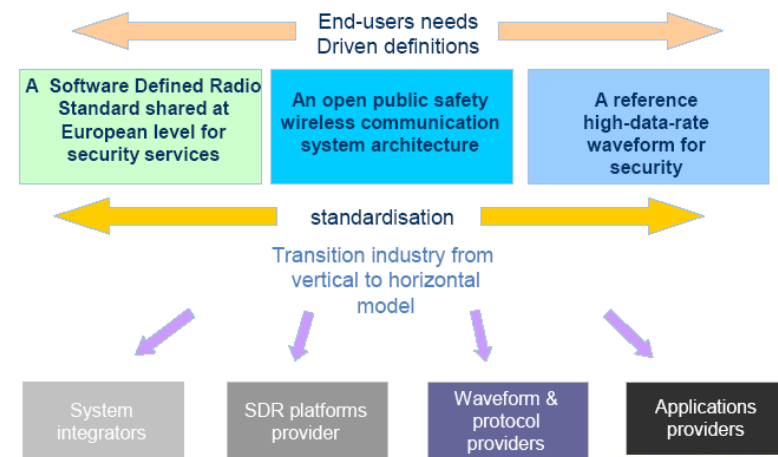 End-users needs
Driven definitions
A Software Defined Radio
Standard shared at
European level for
security services
An open public safety
wireless communication
system architecture
A reference
high-data-rate
waveform for
security
standardisation
Transition industry from
vertical to horizontal
model
System
integrators
SDR platforms
provider
Waveform &
protocol
providers
Applications
providers